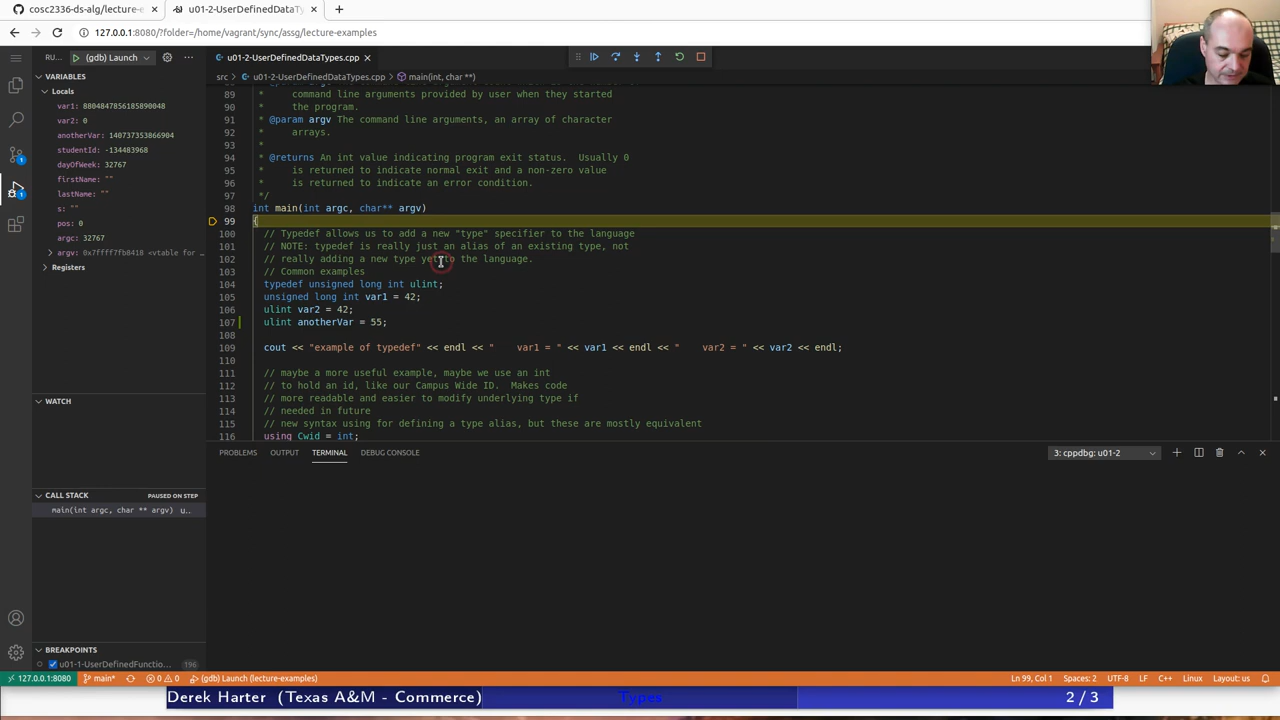 cosc2336-ds-alg/lecture-e
u01-2-UserDefinedDataTy
127.0.0.1:8080/?folder=/home/vagrant/sync/assg/lecture-examples
RU...
(gdb) Launch
u01-2-UserDefinedDataTypes.cpp
src > u01-2-UserDefinedDataTypes.cpp > main(int, char **)
VARIABLES
Locals
var1: 8804847856185890048
var2: 0
anotherVar: 140737353866904
studentId: -134483968
dayOfWeek: 32767
firstName: ""
lastName: ""
s: ""
pos: 0
argc: 32767
argv: 0x7ffff7fb8418 <vtable for ...
Registers
WATCH
CALL STACK
PAUSED ON STEP
main(int argc, char ** argv) u..
BREAKPOINTS
u01-1-UserDefinedFunctio... 196
89 * command line arguments provided by user when they started
90 * the program.
91 * @param argv The command line arguments, an array of character
92 * arrays.
93 *
94 * @returns An int value indicating program exit status. Usually 0
95 * is returned to indicate normal exit and a non-zero value
96 * is returned to indicate an error condition.
97 */
98 int main(int argc, char** argv)
99 {
100 // Typedef allows us to add a new "type" specifier to the language
101 // NOTE: typedef is really just an alias of an existing type, not
102 // really adding a new type yet to the language.
103 // Common examples
104 typedef unsigned long int ulint;
105 unsigned long int var1 = 42;
106 ulint var2 = 42;
107 ulint anotherVar = 55;
108
109 cout << "example of typedef" << endl << "    var1 = " << var1 << endl << "    var2 = " << var2 << endl;
110
111 // maybe a more useful example, maybe we use an int
112 // to hold an id, like our Campus Wide ID. Makes code
113 // more readable and easier to modify underlying type if
114 // needed in future
115 // new syntax using for defining a type alias, but these are mostly equivalent
116 using Cwid = int;
PROBLEMS OUTPUT TERMINAL DEBUG CONSOLE
3: cppdbg: u01-2
127.0.0.1:8080 main* 0 0 (gdb) Launch (lecture-examples)
Ln 99, Col 1 Spaces: 2 UTF-8 LF C++ Linux Layout: us
Derek Harter (Texas A&M - Commerce) Types 2 / 3